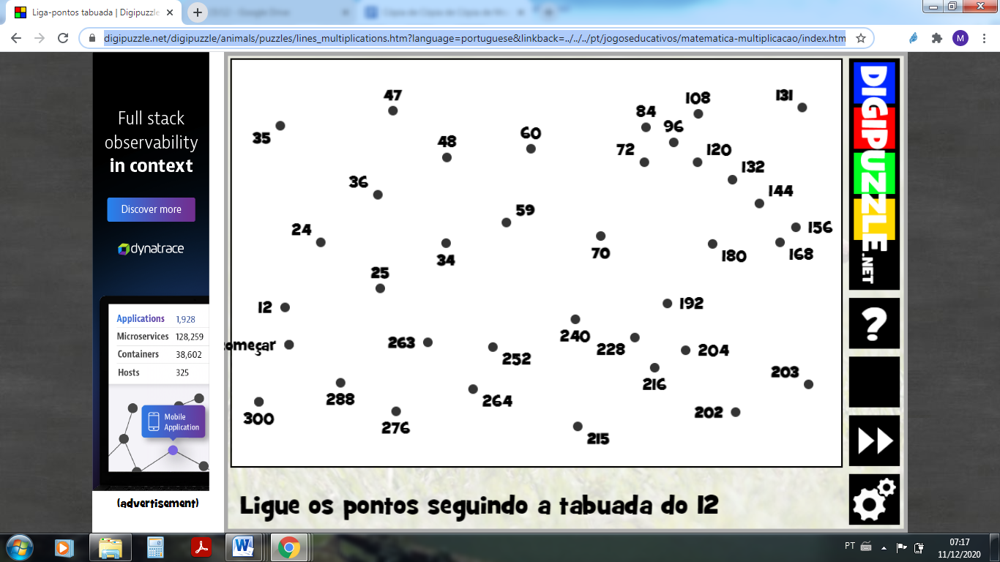 Liga-pontos tabuada | Digipuzzle
digipuzzle.net/digipuzzle/animals/puzzles/lines_multiplications.htm?language=portuguese&linkback=../../../pt/jogoseducativos/matematica-multiplicacao/index.htm
M
Full stack
observability
in context
Discover more
dynatrace
Applications 1,928
Microservices 128,259
Containers 38,602
Hosts 325
Mobile
Application
(advertisement)
47
131
108
84
35
96
60
48
72
120
132
36
144
59
24
156
70
180
168
34
25
12
192
240
omeçar
263
228
204
252
216
203
288
264
202
300
276
215
DIGIPUZZLE.NET
?
Ligue os pontos seguindo a tabuada do 12
PT
07:17
11/12/2020